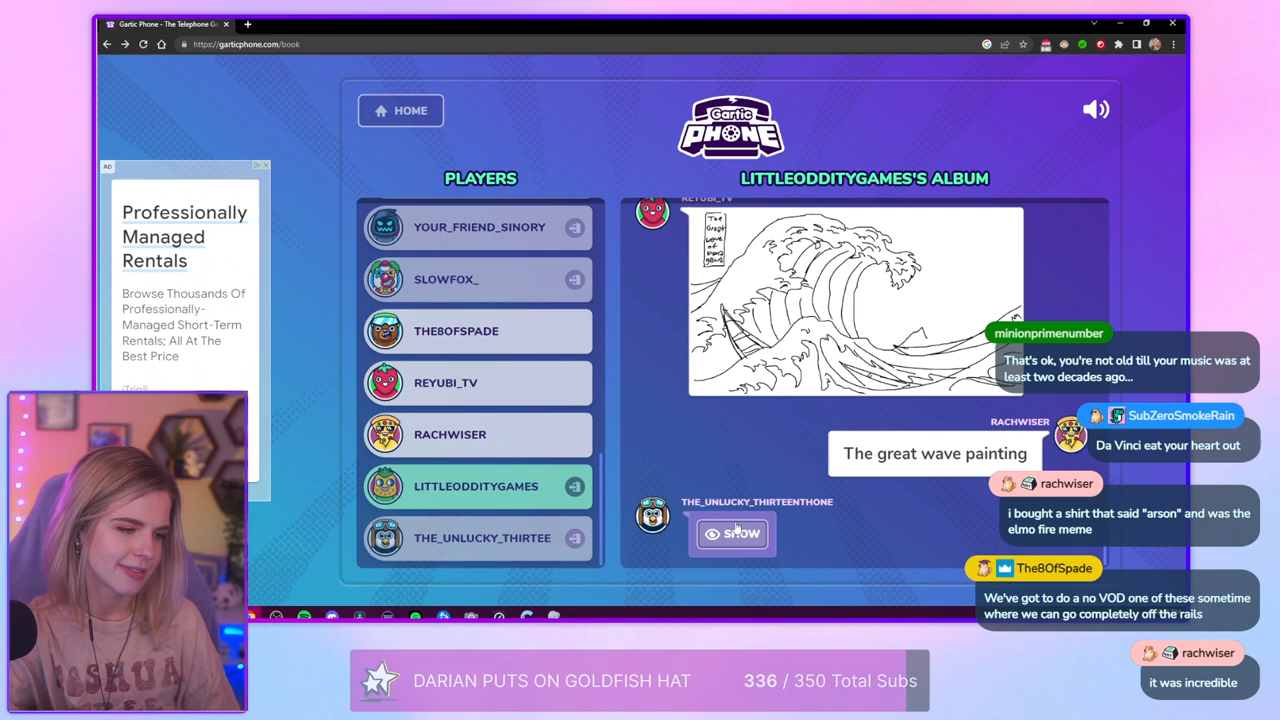 Gartic Phone - The Telephone Ga
https://garticphone.com/book
HOME
Gartic
PHONE
PLAYERS
LITTLEODDITYGAMES'S ALBUM
AD
Professionally
Managed
Rentals
Browse Thousands Of
Professionally-
Managed Short-Term
Rentals; All At The
Best Price
YOUR_FRIEND_SINORY
SLOWFOX_
THE8OFSPADE
REYUBI_TV
RACHWISER
LITTLEODDITYGAMES
THE_UNLUCKY_THIRTEE
REYUBI_TV
The
Great
wave
of
RACHWISER
The great wave painting
THE_UNLUCKY_THIRTEENTHONE
SHOW
minionprimenumber
That's ok, you're not old till your music was at
least two decades ago...
SubZeroSmokeRain
Da Vinci eat your heart out
rachwiser
i bought a shirt that said "arson" and was the
elmo fire meme
The8OfSpade
We've got to do a no VOD one of these sometime
where we can go completely off the rails
rachwiser
it was incredible
DARIAN PUTS ON GOLDFISH HAT
336 / 350 Total Subs